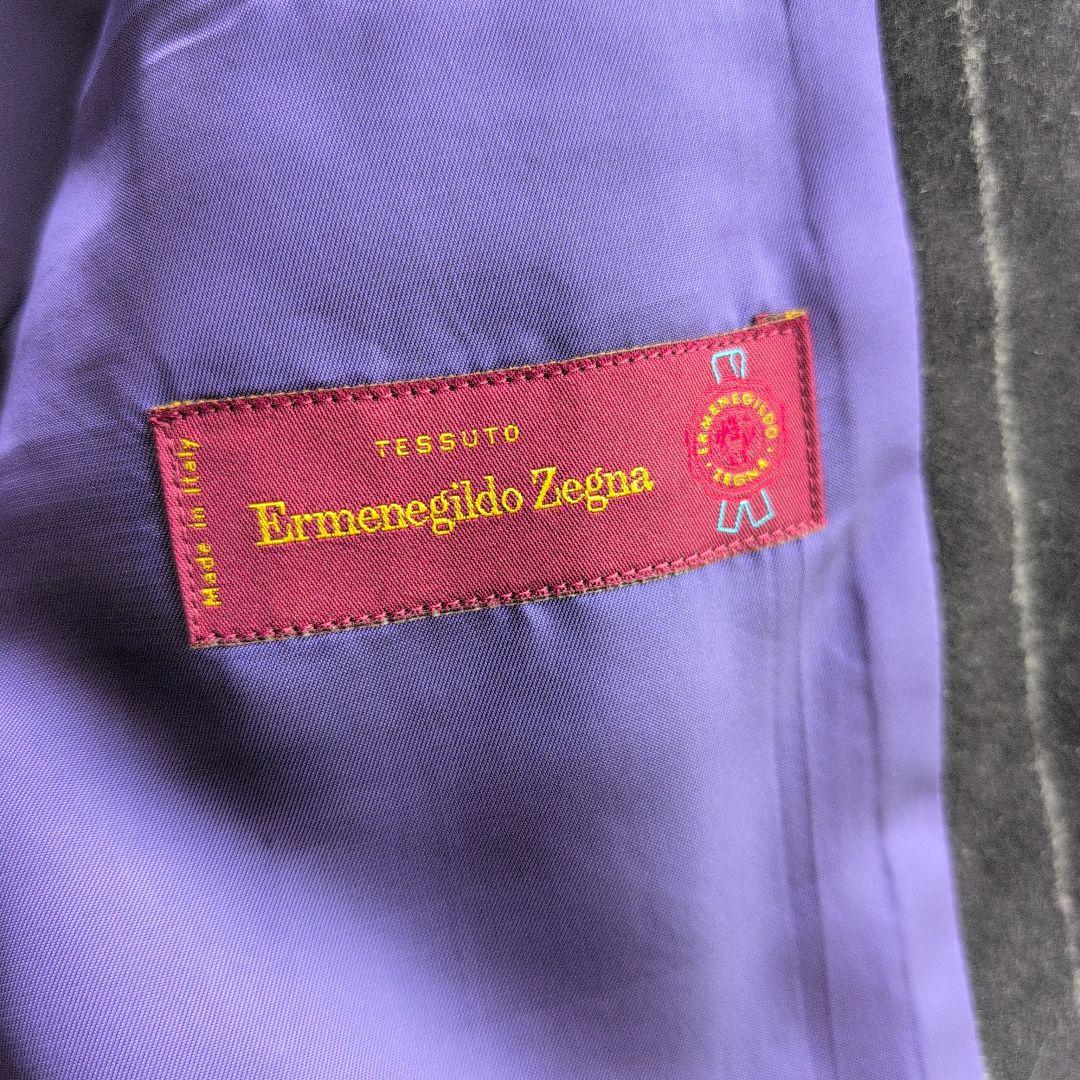 TESSUTO
Ermenegildo Zegna
Made in Italy
ERMENEGILDO
ZEGNA